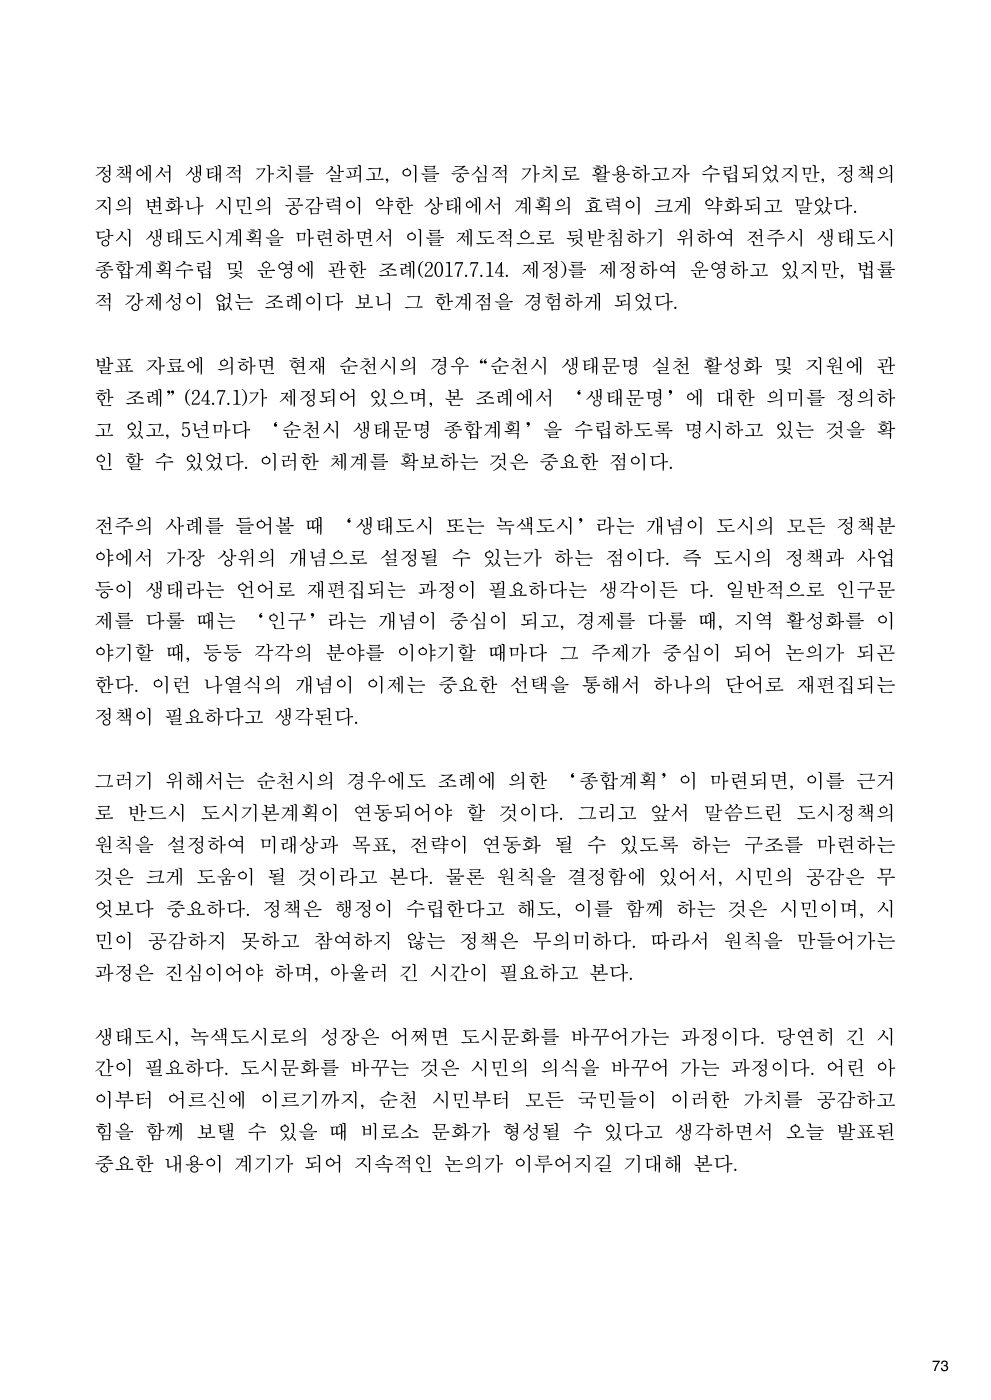 정책에서 생태적 가치를 살피고, 이를 중심적 가치로 활용하고자 수립되었지만, 정책의
지의 변화나 시민의 공감력이 약한 상태에서 계획의 효력이 크게 약화되고 말았다.
당시 생태도시계획을 마련하면서 이를 제도적으로 뒷받침하기 위하여 전주시 생태도시
종합계획수립 및 운영에 관한 조례(2017.7.14. 제정)를 제정하여 운영하고 있지만, 법률
적 강제성이 없는 조례이다 보니 그 한계점을 경험하게 되었다.
발표 자료에 의하면 현재 순천시의 경우 “순천시 생태문명 실천 활성화 및 지원에 관
한 조례” (24.7.1)가 제정되어 있으며, 본 조례에서 ‘생태문명’에 대한 의미를 정의하
고 있고, 5년마다 ‘순천시 생태문명 종합계획’을 수립하도록 명시하고 있는 것을 확
인 할 수 있었다. 이러한 체계를 확보하는 것은 중요한 점이다.
전주의 사례를 들어볼 때 ‘생태도시 또는 녹색도시’라는 개념이 도시의 모든 정책분
야에서 가장 상위의 개념으로 설정될 수 있는가 하는 점이다. 즉 도시의 정책과 사업
등이 생태라는 언어로 재편집되는 과정이 필요하다는 생각이든 다. 일반적으로 인구문
제를 다룰 때는 ‘인구’라는 개념이 중심이 되고, 경제를 다룰 때, 지역 활성화를 이
야기할 때, 등등 각각의 분야를 이야기할 때마다 그 주제가 중심이 되어 논의가 되곤
한다. 이런 나열식의 개념이 이제는 중요한 선택을 통해서 하나의 단어로 재편집되는
정책이 필요하다고 생각된다.
그러기 위해서는 순천시의 경우에도 조례에 의한 ‘종합계획’이 마련되면, 이를 근거
로 반드시 도시기본계획이 연동되어야 할 것이다. 그리고 앞서 말씀드린 도시정책의
원칙을 설정하여 미래상과 목표, 전략이 연동화 될 수 있도록 하는 구조를 마련하는
것은 크게 도움이 될 것이라고 본다. 물론 원칙을 결정함에 있어서, 시민의 공감은 무
엇보다 중요하다. 정책은 행정이 수립한다고 해도, 이를 함께 하는 것은 시민이며, 시
민이 공감하지 못하고 참여하지 않는 정책은 무의미하다. 따라서 원칙을 만들어가는
과정은 진심이어야 하며, 아울러 긴 시간이 필요하고 본다.
생태도시, 녹색도시로의 성장은 어쩌면 도시문화를 바꾸어가는 과정이다. 당연히 긴 시
간이 필요하다. 도시문화를 바꾸는 것은 시민의 의식을 바꾸어 가는 과정이다. 어린 아
이부터 어르신에 이르기까지, 순천 시민부터 모든 국민들이 이러한 가치를 공감하고
힘을 함께 보탤 수 있을 때 비로소 문화가 형성될 수 있다고 생각하면서 오늘 발표된
중요한 내용이 계기가 되어 지속적인 논의가 이루어지길 기대해 본다.
73